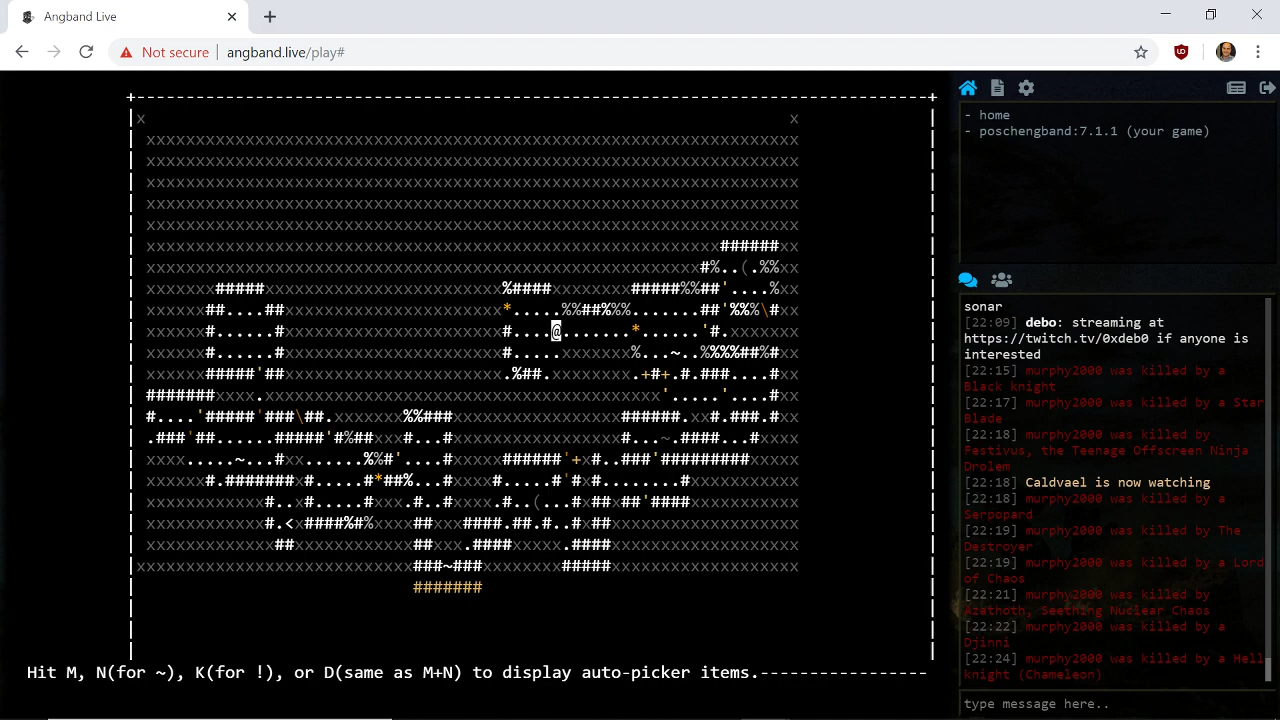 Angband Live
Not secure
angband.live/play#
- home
- poschengband:7.1.1 (your game)
sonar
[22:09] debo: streaming at
https://twitch.tv/0xdeb0 if anyone is
interested
[22:15] murphy2000 was killed by a
Black knight
[22:17] murphy2000 was killed by a Star
Blade
[22:18] murphy2000 was killed by
Festivus, the Teenage Offscreen Ninja
Drolem
[22:18] Caldvael is now watching
[22:18] murphy2000 was killed by a
Serpopard
[22:19] murphy2000 was killed by The
Destroyer
[22:19] murphy2000 was killed by a Lord
of Chaos
[22:21] murphy2000 was killed by
Azathoth, Seething Nuclear Chaos
[22:22] murphy2000 was killed by a
Djinni
[22:24] murphy2000 was killed by a Hell
knight (Chameleon)
type message here..
Hit M, N(for ~), K(for !), or D(same as M+N) to display auto-picker items.-----------------